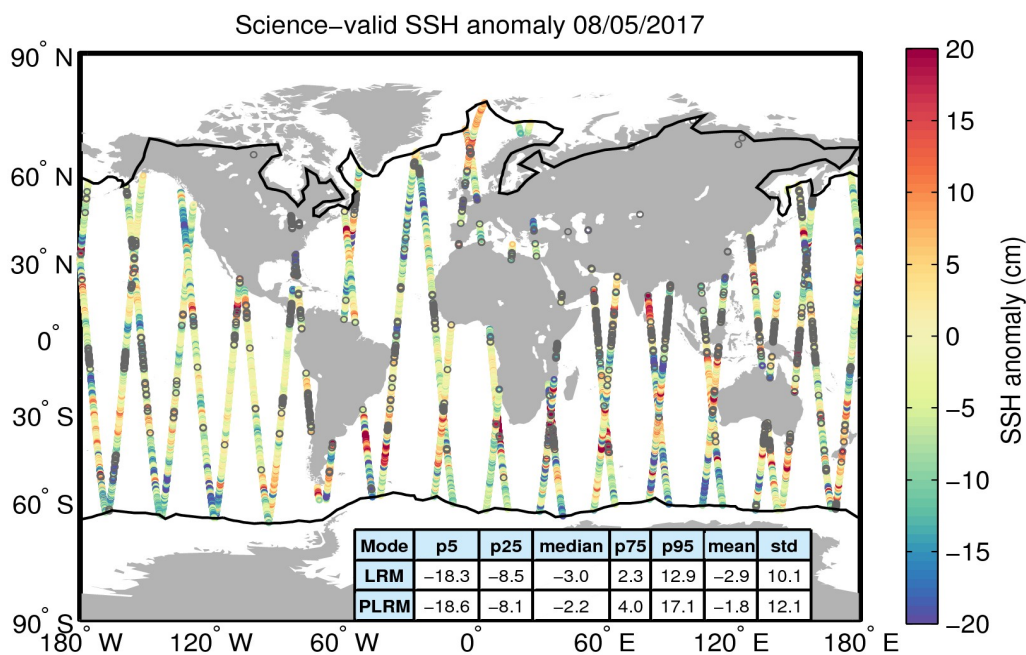 Science−valid SSH anomaly 08/05/2017
90° N
60° N
30° N
0°
30° S
60° S
90° S
180° W
120° W
60° W
0°
60° E
120° E
180° E
Mode p5 p25 median p75 p95 mean std
LRM −18.3 −8.5 −3.0 2.3 12.9 −2.9 10.1
PLRM −18.6 −8.1 −2.2 4.0 17.1 −1.8 12.1
20
15
10
5
0
−5
−10
−15
−20
SSH anomaly (cm)